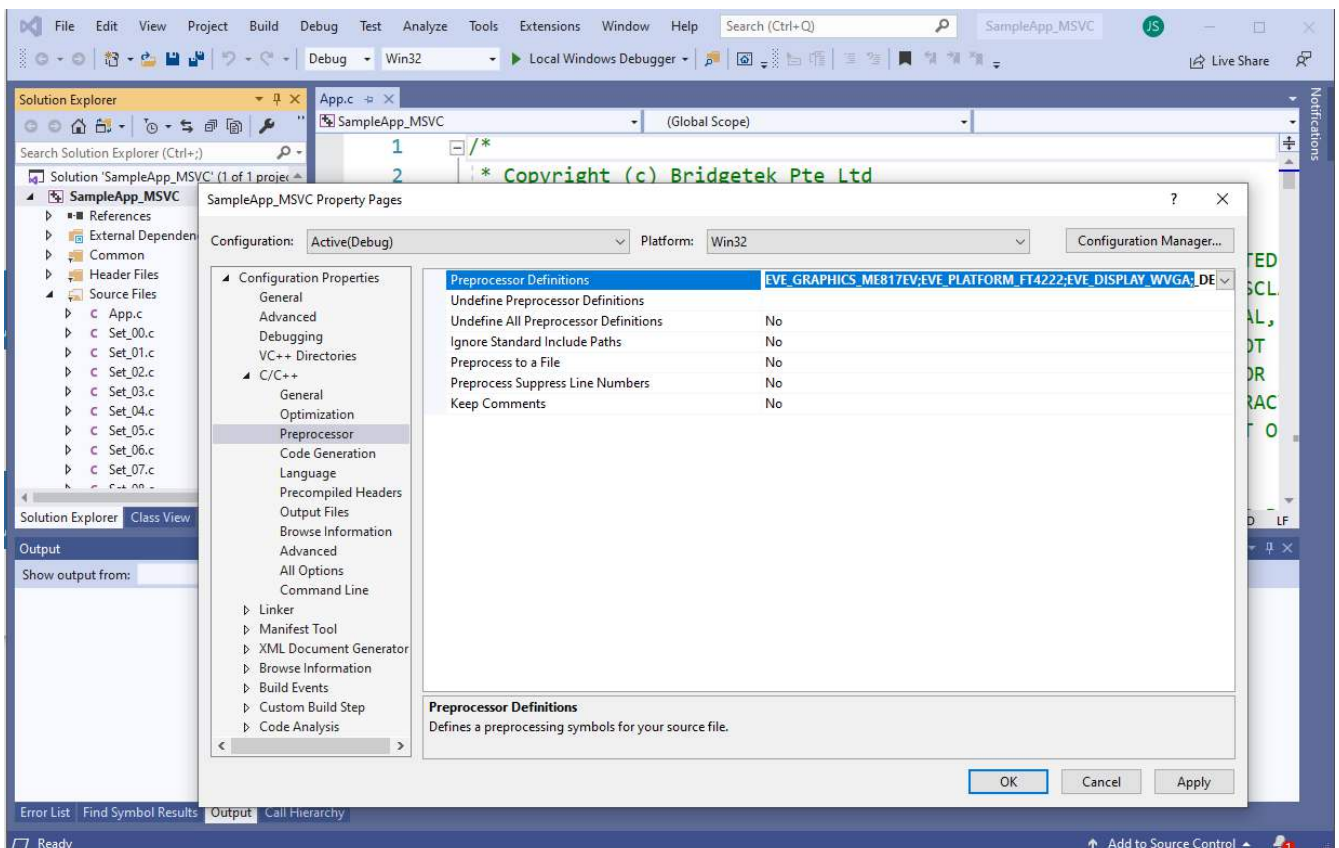 File Edit View Project Build Debug Test Analyze Tools Extensions Window Help Search (Ctrl+Q) SampleApp_MSVC JS
Debug Win32 Local Windows Debugger Live Share
Solution Explorer
App.c
Notifications
SampleApp_MSVC (Global Scope)
Search Solution Explorer (Ctrl+;)
1 /*
Solution 'SampleApp_MSVC' (1 of 1 projec
2 * Copyright (c) Bridgetek Pte Ltd
SampleApp_MSVC
References
External Dependen
Common
Header Files
Source Files
C App.c
C Set_00.c
C Set_01.c
C Set_02.c
C Set_03.c
C Set_04.c
C Set_05.c
C Set_06.c
C Set_07.c
Solution Explorer Class View
SampleApp_MSVC Property Pages ? X
Configuration: Active(Debug) Platform: Win32 Configuration Manager...
Configuration Properties
General
Advanced
Debugging
VC++ Directories
C/C++
General
Optimization
Preprocessor
Code Generation
Language
Precompiled Headers
Output Files
Browse Information
Advanced
All Options
Command Line
Linker
Manifest Tool
XML Document Generator
Browse Information
Build Events
Custom Build Step
Code Analysis
Preprocessor Definitions EVE_GRAPHICS_ME817EV;EVE_PLATFORM_FT4222;EVE_DISPLAY_WVGA;_DE
Undefine Preprocessor Definitions
Undefine All Preprocessor Definitions No
Ignore Standard Include Paths No
Preprocess to a File No
Preprocess Suppress Line Numbers No
Keep Comments No
Preprocessor Definitions
Defines a preprocessing symbols for your source file.
OK Cancel Apply
TED
SCL
AL,
OT
OR
RAC
T O
LF
Output
Show output from:
Error List Find Symbol Results Output Call Hierarchy
Ready Add to Source Control 1